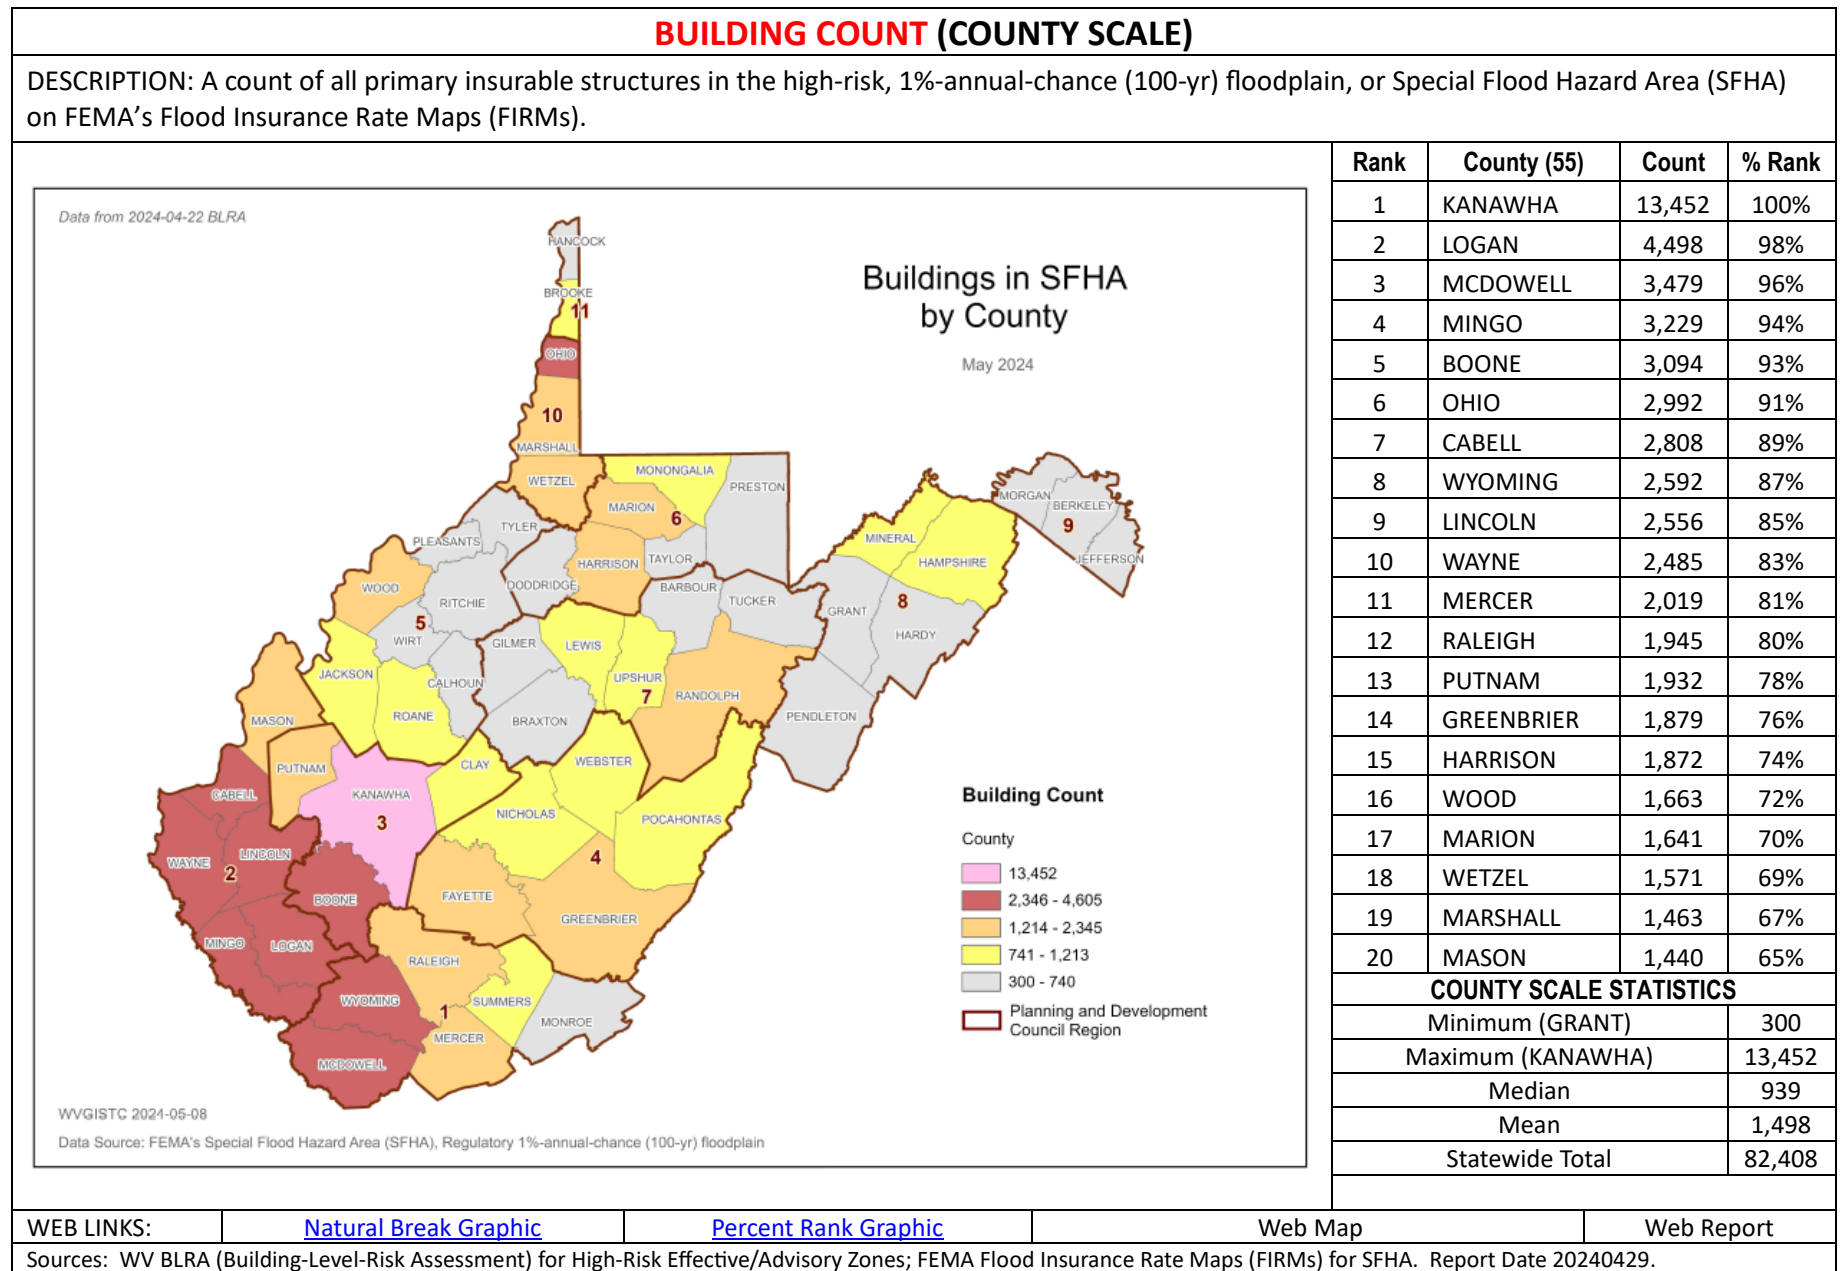 BUILDING COUNT (COUNTY SCALE)
DESCRIPTION: A count of all primary insurable structures in the high-risk, 1%-annual-chance (100-yr) floodplain, or Special Flood Hazard Area (SFHA)
on FEMA’s Flood Insurance Rate Maps (FIRMs).
Data from 2024-04-22 BLRA
Buildings in SFHA
by County
May 2024
HANCOCK
BROOKE
11
OHIO
10
MARSHALL
WETZEL
MONONGALIA
PRESTON
MARION
6
TYLER
PLEASANTS
HARRISON
TAYLOR
DODDRIDGE
BARBOUR
TUCKER
WOOD
RITCHIE
5
WIRT
GILMER
LEWIS
UPSHUR
7
RANDOLPH
JACKSON
CALHOUN
ROANE
BRAXTON
MORGAN
BERKELEY
9
JEFFERSON
MINERAL
HAMPSHIRE
GRANT
8
HARDY
PENDLETON
MASON
PUTNAM
CLAY
WEBSTER
CABELL
KANAWHA
3
NICHOLAS
POCAHONTAS
WAYNE
LINCOLN
2
4
BOONE
FAYETTE
GREENBRIER
MINGO
LOGAN
RALEIGH
WYOMING
SUMMERS
1
MONROE
MERCER
MCDOWELL
Building Count
County
13,452
2,346 - 4,605
1,214 - 2,345
741 - 1,213
300 - 740
Planning and Development
Council Region
WVGISTC 2024-05-08
Data Source: FEMA's Special Flood Hazard Area (SFHA), Regulatory 1%-annual-chance (100-yr) floodplain
Rank County (55) Count % Rank
1 KANAWHA 13,452 100%
2 LOGAN 4,498 98%
3 MCDOWELL 3,479 96%
4 MINGO 3,229 94%
5 BOONE 3,094 93%
6 OHIO 2,992 91%
7 CABELL 2,808 89%
8 WYOMING 2,592 87%
9 LINCOLN 2,556 85%
10 WAYNE 2,485 83%
11 MERCER 2,019 81%
12 RALEIGH 1,945 80%
13 PUTNAM 1,932 78%
14 GREENBRIER 1,879 76%
15 HARRISON 1,872 74%
16 WOOD 1,663 72%
17 MARION 1,641 70%
18 WETZEL 1,571 69%
19 MARSHALL 1,463 67%
20 MASON 1,440 65%
COUNTY SCALE STATISTICS
Minimum (GRANT) 300
Maximum (KANAWHA) 13,452
Median 939
Mean 1,498
Statewide Total 82,408
WEB LINKS: Natural Break Graphic Percent Rank Graphic Web Map Web Report
Sources: WV BLRA (Building-Level-Risk Assessment) for High-Risk Effective/Advisory Zones; FEMA Flood Insurance Rate Maps (FIRMs) for SFHA. Report Date 20240429.